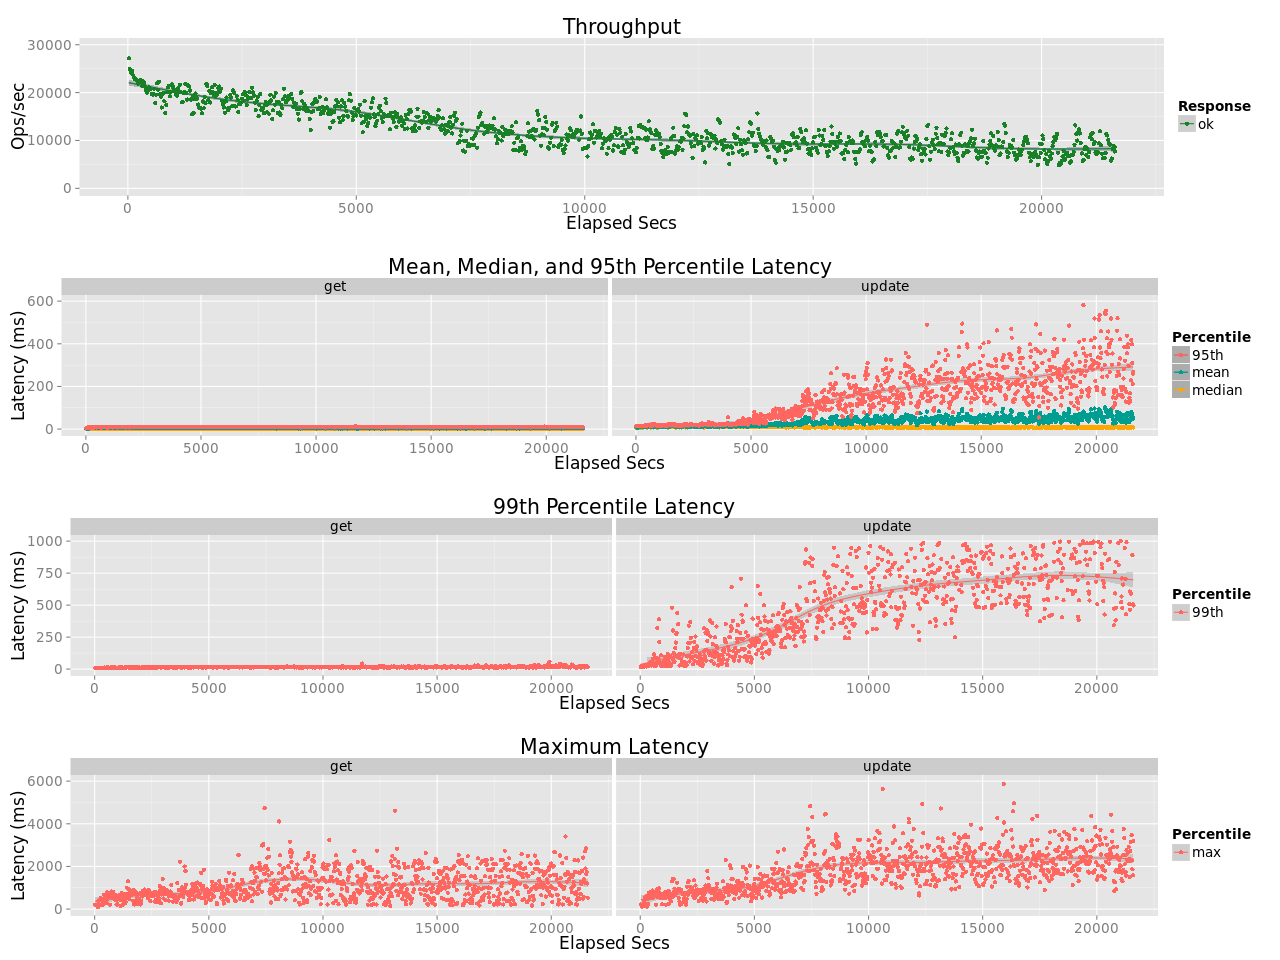 Throughput
30000
20000
10000
0
Ops/sec
0 5000 10000 15000 20000
Elapsed Secs
Response
ok
Mean, Median, and 95th Percentile Latency
get update
600
400
200
0
Latency (ms)
0 5000 10000 15000 20000 0 5000 10000 15000 20000
Elapsed Secs
Percentile
95th
mean
median
99th Percentile Latency
get update
1000
750
500
250
0
Latency (ms)
0 5000 10000 15000 20000 0 5000 10000 15000 20000
Elapsed Secs
Percentile
99th
Maximum Latency
get update
6000
4000
2000
0
Latency (ms)
0 5000 10000 15000 20000 0 5000 10000 15000 20000
Elapsed Secs
Percentile
max